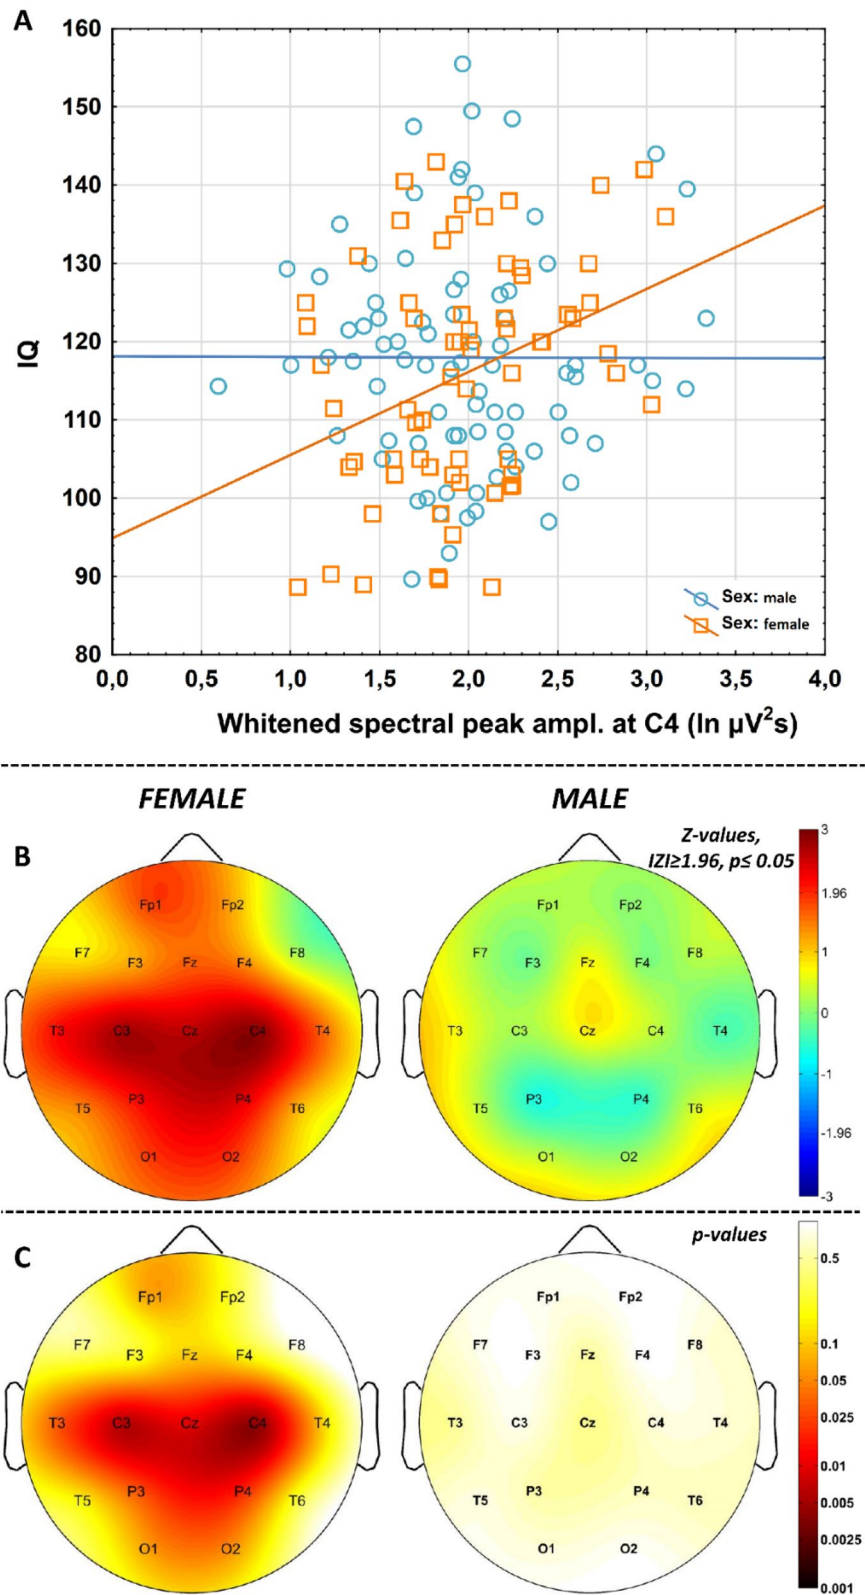 A
160
150
140
130
120
110
100
90
80
IQ
Sex: male
Sex: female
0,0 0,5 1,0 1,5 2,0 2,5 3,0 3,5 4,0
Whitened spectral peak ampl. at C4 (ln µV²s)
FEMALE MALE
B
Z-values,
IZI≥1.96, p≤ 0.05
3
1.96
1
0
-1
-1.96
-3
Fp1 Fp2
F7 F3 Fz F4 F8
T3 C3 Cz C4 T4
T5 P3 P4 T6
O1 O2
Fp1 Fp2
F7 F3 Fz F4 F8
T3 C3 Cz C4 T4
T5 P3 P4 T6
O1 O2
C
p-values
0.5
0.1
0.05
0.025
0.01
0.005
0.0025
0.001
Fp1 Fp2
F7 F3 Fz F4 F8
T3 C3 Cz C4 T4
T5 P3 P4 T6
O1 O2
Fp1 Fp2
F7 F3 Fz F4 F8
T3 C3 Cz C4 T4
T5 P3 P4 T6
O1 O2